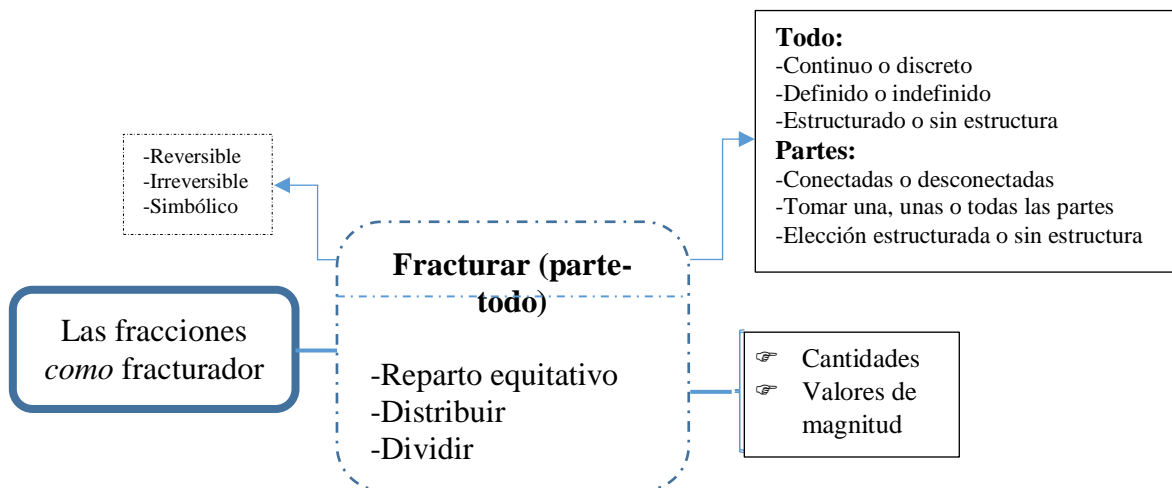 Todo:
-Continuo o discreto
-Definido o indefinido
-Estructurado o sin estructura
Partes:
-Conectadas o desconectadas
-Tomar una, unas o todas las partes
-Elección estructurada o sin estructura
-Reversible
-Irreversible
-Simbólico
Fracturar (parte-
todo)
-Reparto equitativo
-Distribuir
-Dividir
Las fracciones
como fracturador
☞ Cantidades
☞ Valores de
magnitud